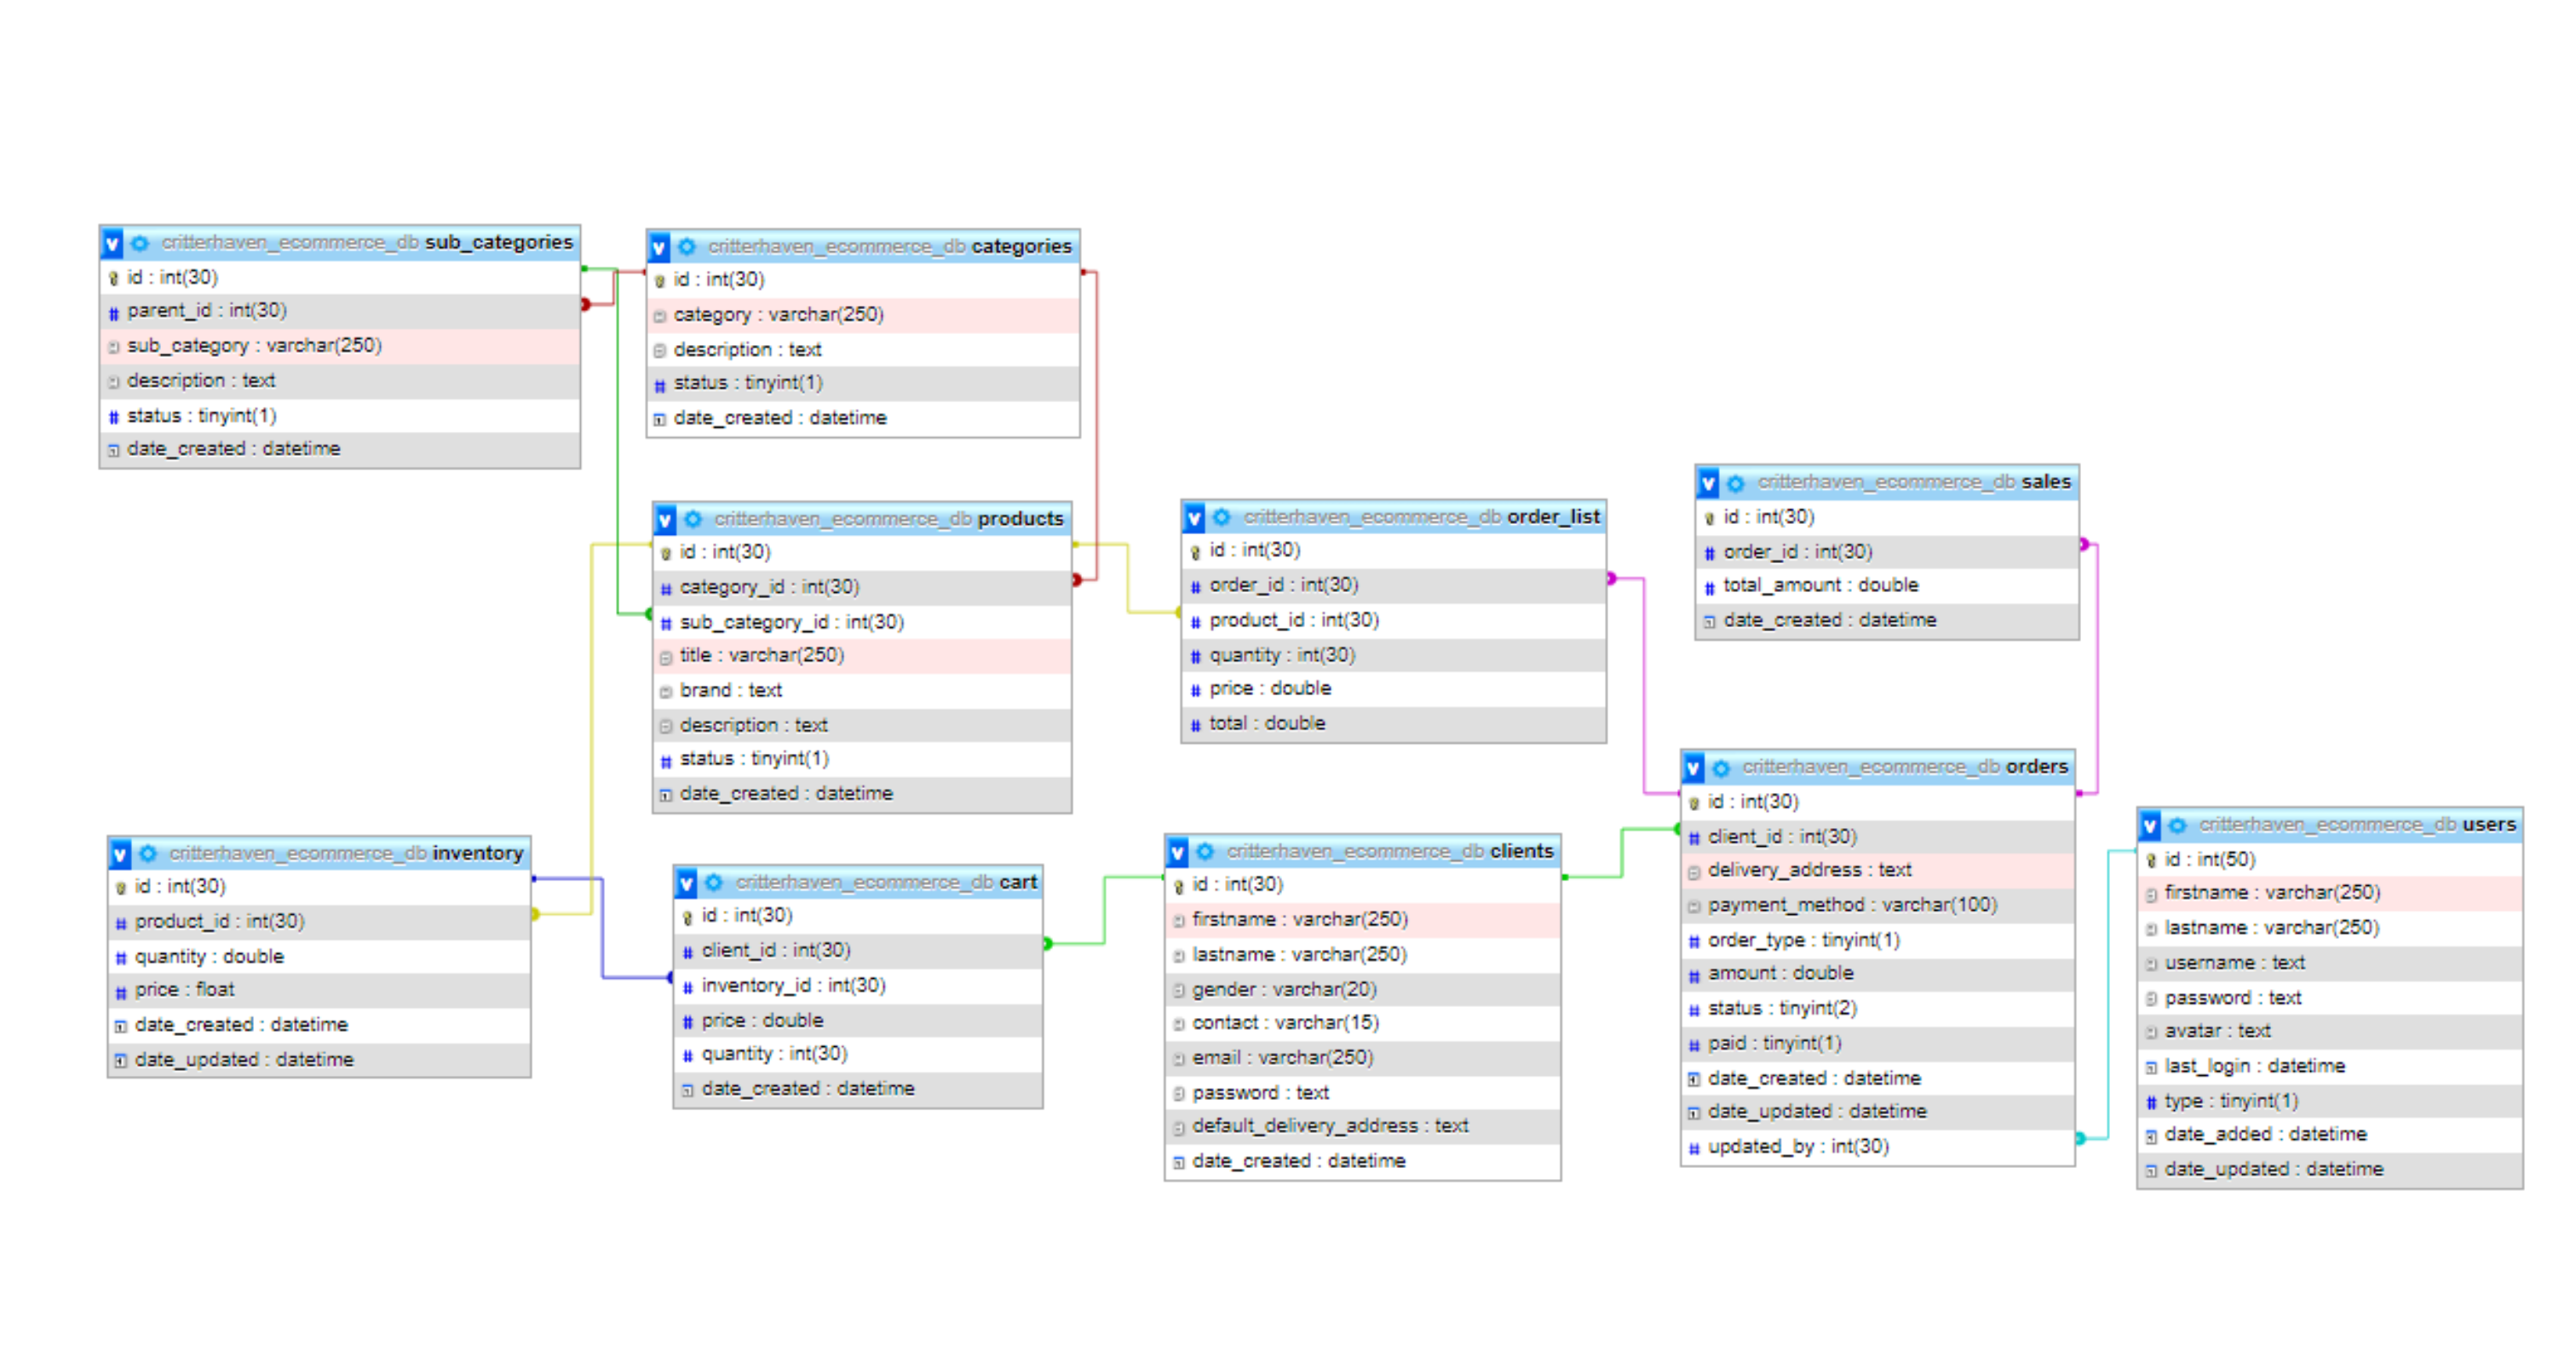 critterhaven_ecommerce_db sub_categories
id : int(30)
parent_id : int(30)
sub_category : varchar(250)
description : text
status : tinyint(1)
date_created : datetime
critterhaven_ecommerce_db categories
id : int(30)
category : varchar(250)
description : text
status : tinyint(1)
date_created : datetime
critterhaven_ecommerce_db products
id : int(30)
category_id : int(30)
sub_category_id : int(30)
title : varchar(250)
brand : text
description : text
status : tinyint(1)
date_created : datetime
critterhaven_ecommerce_db order_list
id : int(30)
order_id : int(30)
product_id : int(30)
quantity : int(30)
price : double
total : double
critterhaven_ecommerce_db sales
id : int(30)
order_id : int(30)
total_amount : double
date_created : datetime
critterhaven_ecommerce_db inventory
id : int(30)
product_id : int(30)
quantity : double
price : float
date_created : datetime
date_updated : datetime
critterhaven_ecommerce_db cart
id : int(30)
client_id : int(30)
inventory_id : int(30)
price : double
quantity : int(30)
date_created : datetime
critterhaven_ecommerce_db clients
id : int(30)
firstname : varchar(250)
lastname : varchar(250)
gender : varchar(20)
contact : varchar(15)
email : varchar(250)
password : text
default_delivery_address : text
date_created : datetime
critterhaven_ecommerce_db orders
id : int(30)
client_id : int(30)
delivery_address : text
payment_method : varchar(100)
order_type : tinyint(1)
amount : double
status : tinyint(2)
paid : tinyint(1)
date_created : datetime
date_updated : datetime
updated_by : int(30)
critterhaven_ecommerce_db users
id : int(50)
firstname : varchar(250)
lastname : varchar(250)
username : text
password : text
avatar : text
last_login : datetime
type : tinyint(1)
date_added : datetime
date_updated : datetime